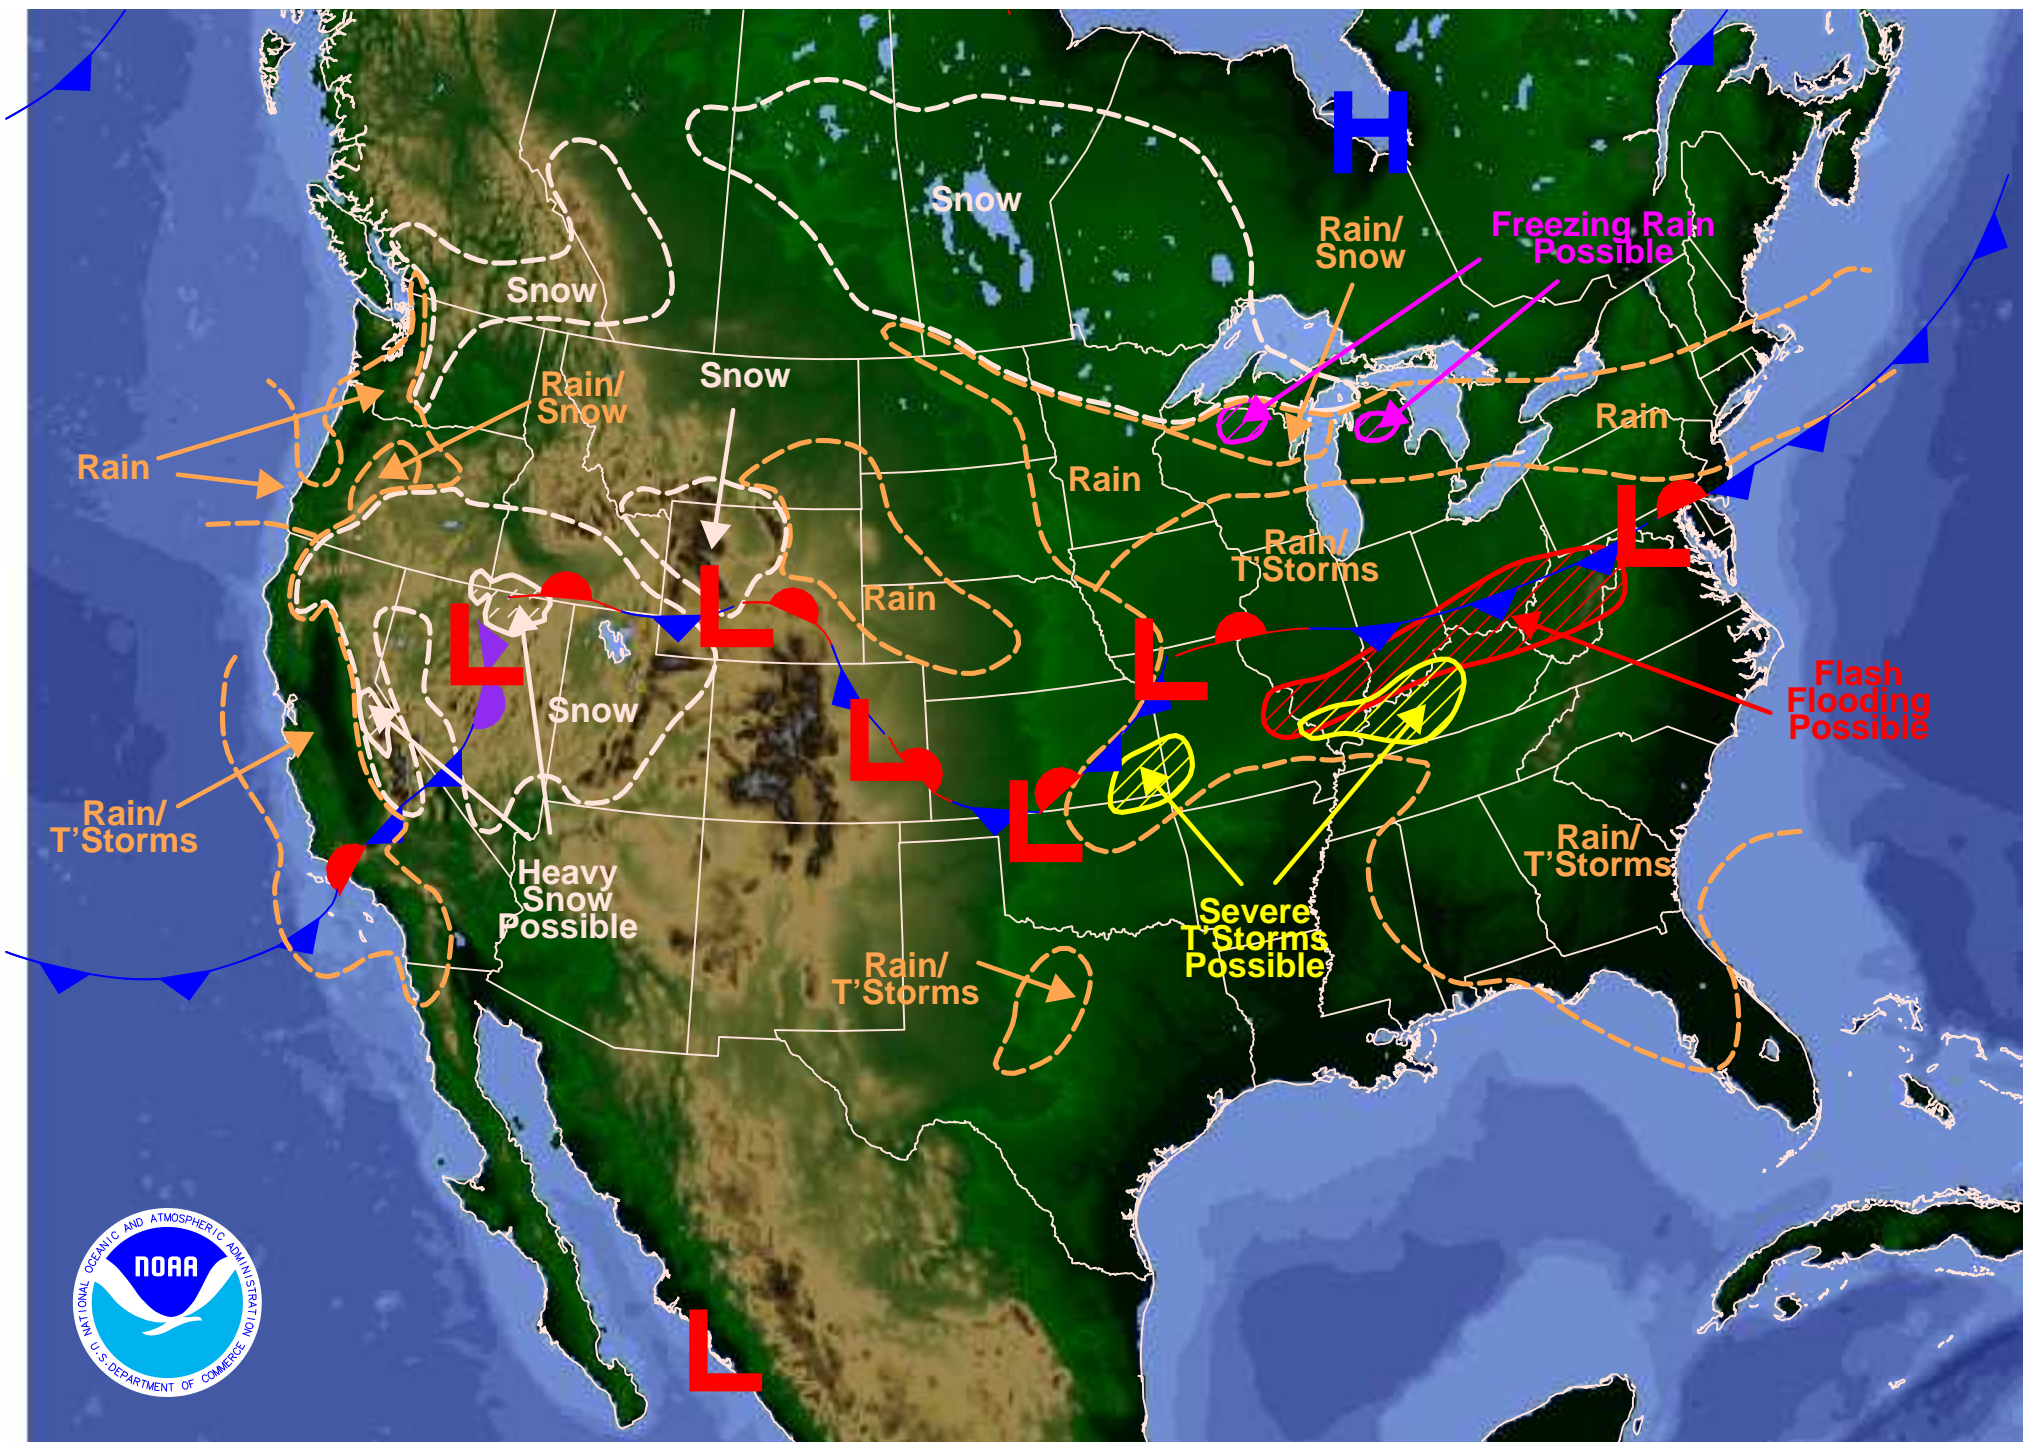 H
Snow
Rain/
Snow
Freezing Rain
Possible
Snow
Snow
Rain/
Snow
Rain
Rain
Rain
Rain/
T'Storms
Rain
L
L
L
L
Snow
L
L
Flash
Flooding
Possible
Rain/
T'Storms
L
Rain/
T'Storms
Heavy
Snow
Possible
Severe
T'Storms
Possible
Rain/
T'Storms
L
NATIONAL OCEANIC AND ATMOSPHERIC ADMINISTRATION
NOAA
U.S. DEPARTMENT OF COMMERCE